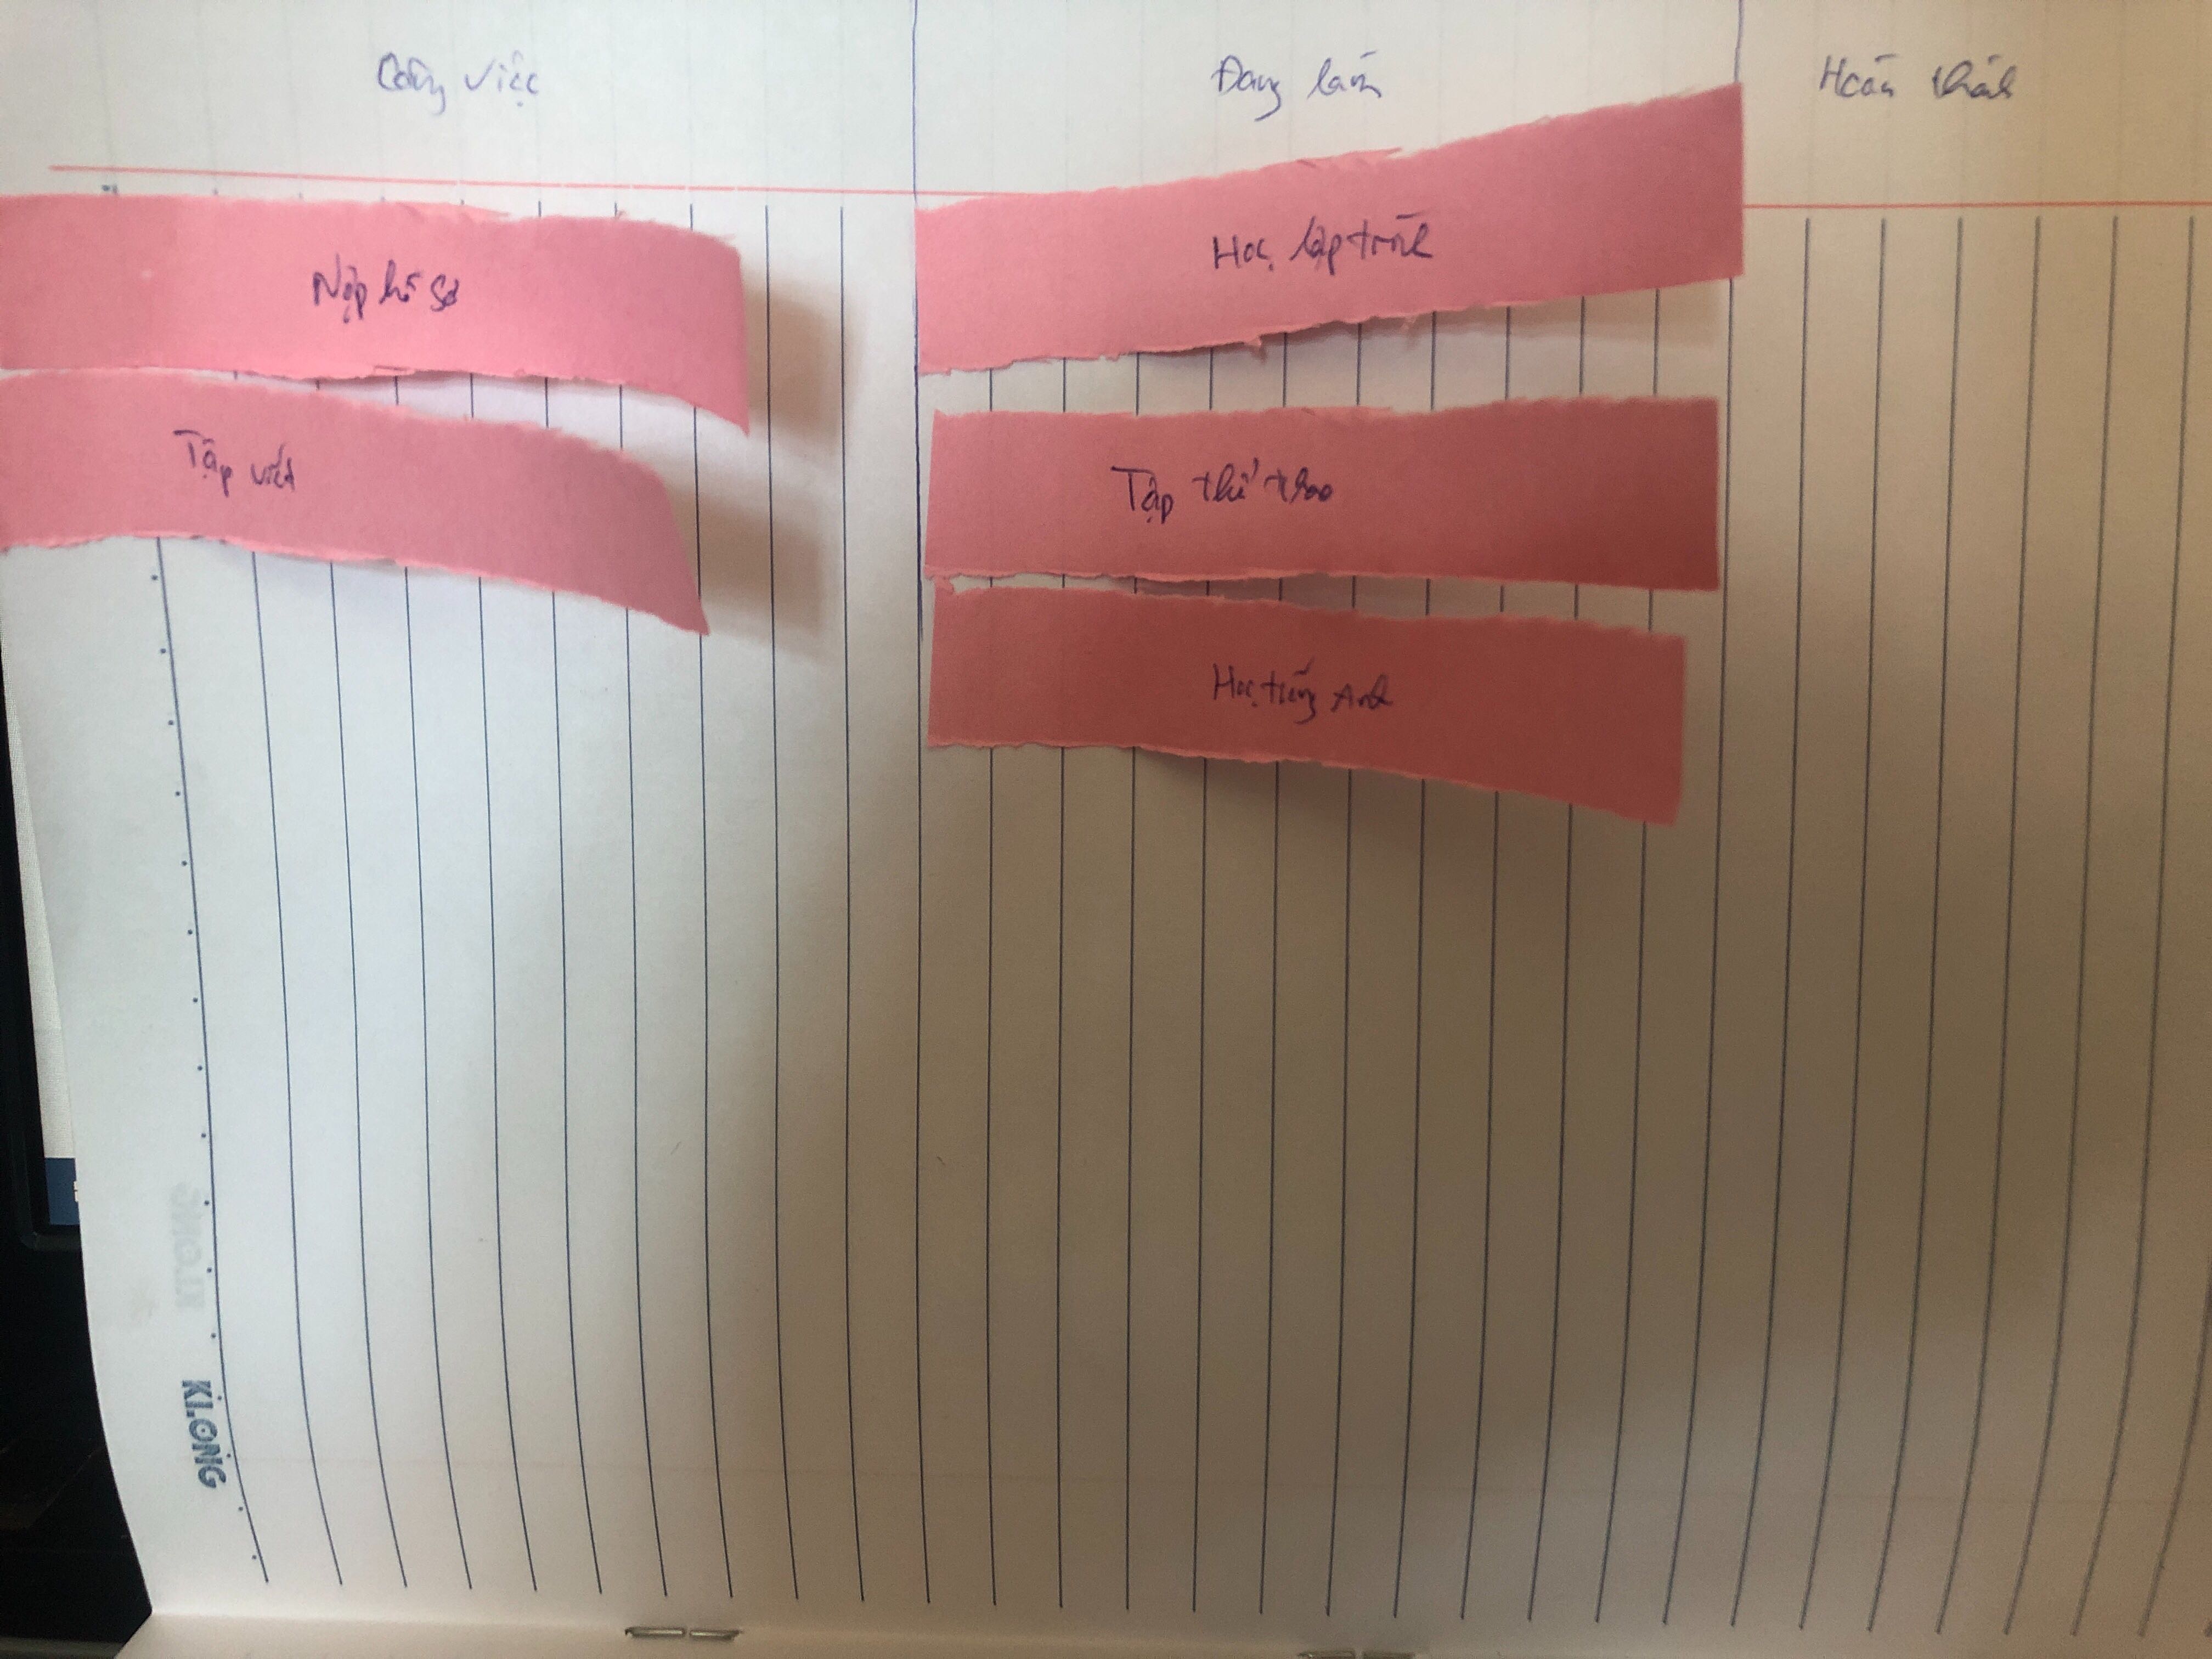 Công việc
Đang làm
Hoàn thành
Nộp hồ sơ
Tập viết
Học lập trình
Tập thể thao
Học tiếng Anh
KLONG
KLONG